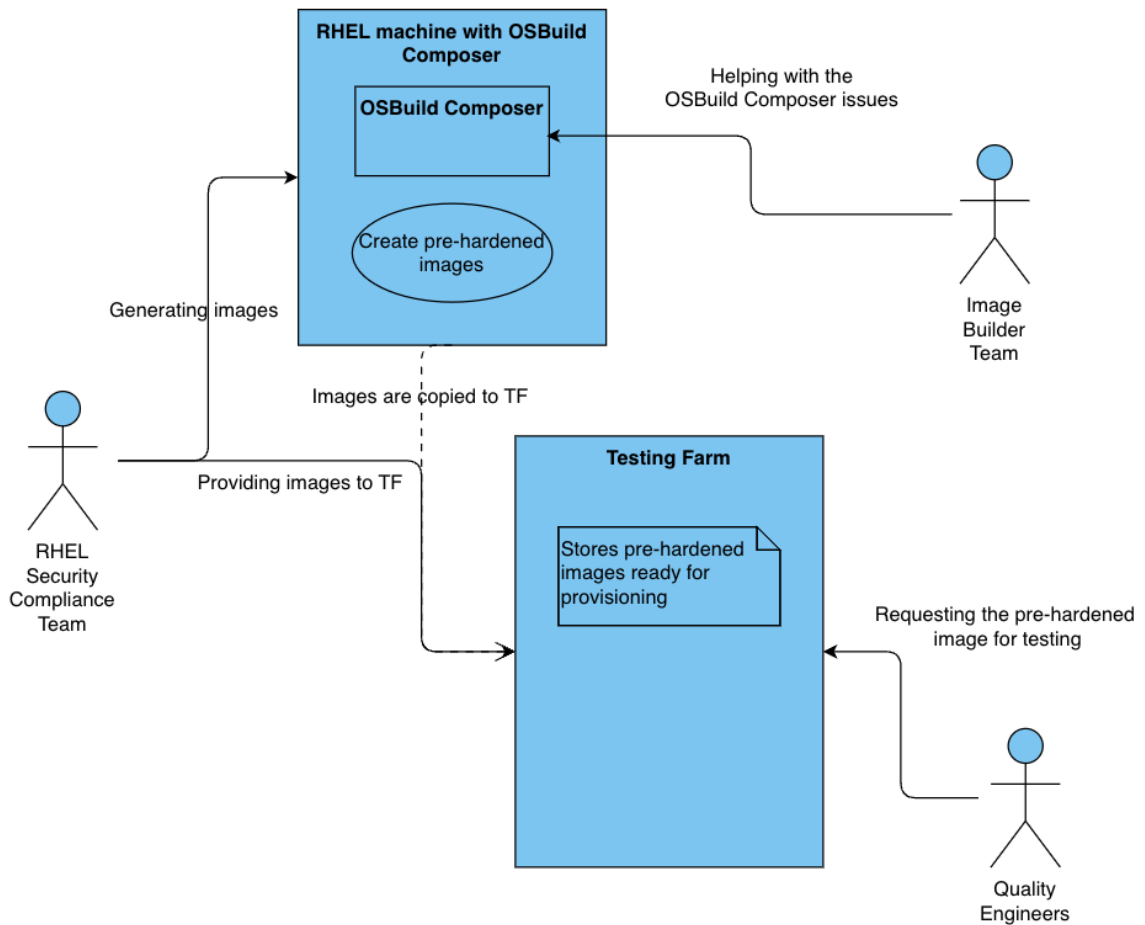 RHEL machine with OSBuild
Composer
OSBuild Composer
Create pre-hardened
images
Helping with the
OSBuild Composer issues
Image
Builder
Team
Generating images
Images are copied to TF
RHEL
Security
Compliance
Team
Providing images to TF
Testing Farm
Stores pre-hardened
images ready for
provisioning
Requesting the pre-hardened
image for testing
Quality
Engineers